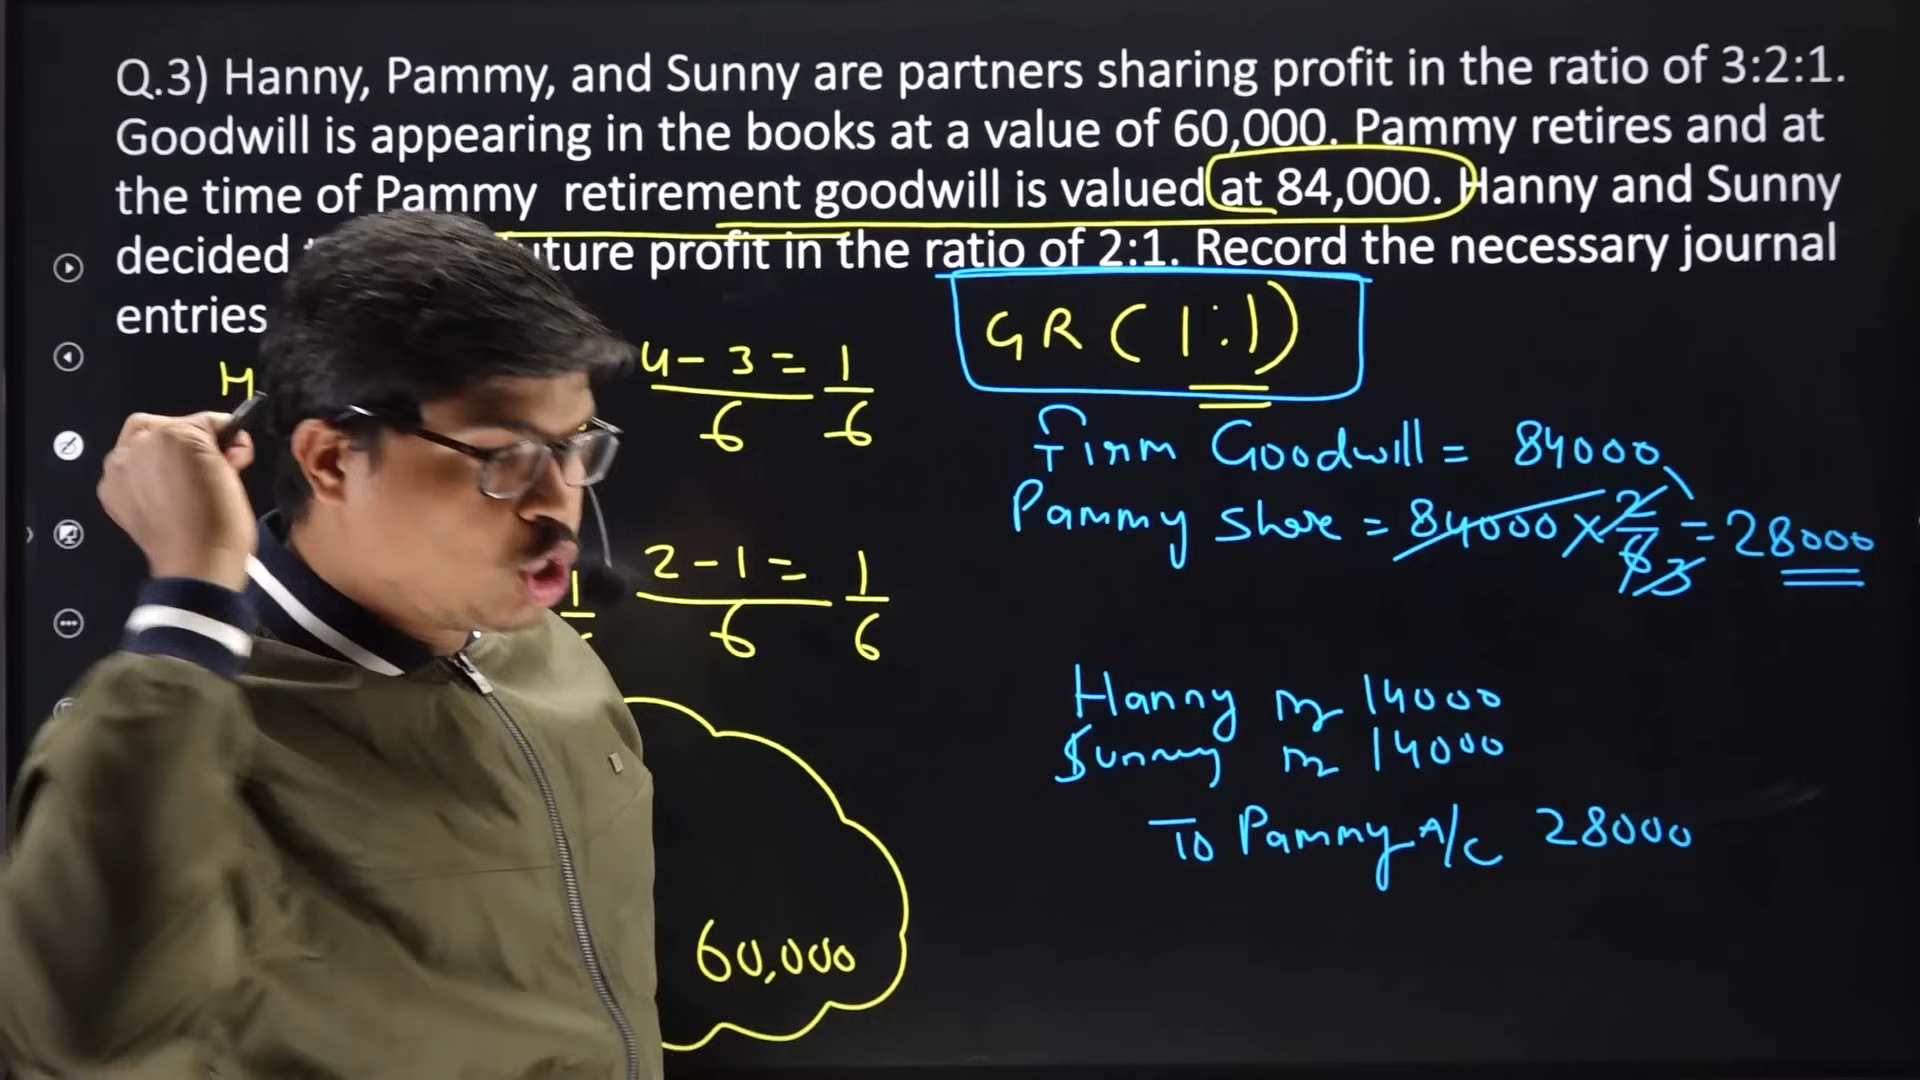 Q.3) Hanny, Pammy, and Sunny are partners sharing profit in the ratio of 3:2:1.
Goodwill is appearing in the books at a value of 60,000. Pammy retires and at
the time of Pammy retirement goodwill is valued at 84,000. Hanny and Sunny
decided uture profit in the ratio of 2:1. Record the necessary journal
entries
GR (1:1)
H 4 - 3 = 1
6 6
Firm Goodwill = 84000
Pammy Share = 84000 x 2 = 28000
6 3
1 2 - 1 = 1
6 6
Hanny Dr 14000
Sunny Dr 14000
To Pammy A/c 28000
60,000